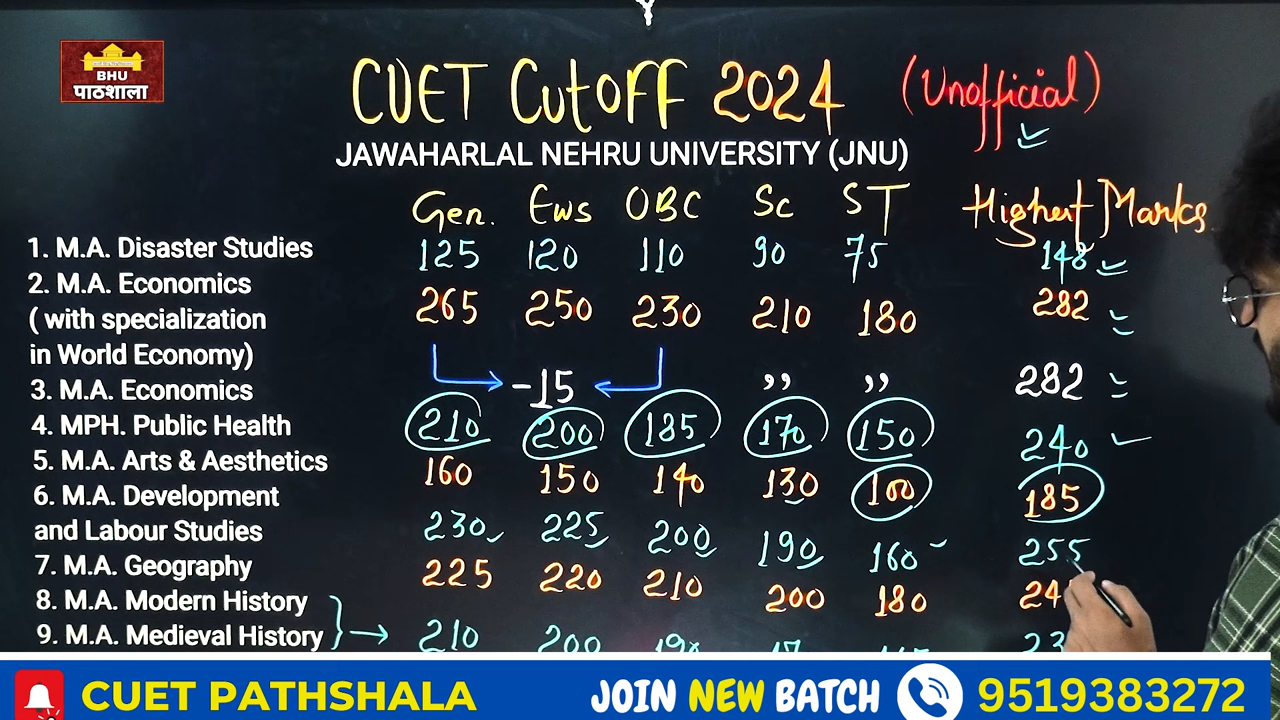 BHU
पाठशाला
CUET Cutoff 2024 (Unofficial)
JAWAHARLAL NEHRU UNIVERSITY (JNU)
Gen. Ews OBC Sc ST Highest Marks
1. M.A. Disaster Studies 125 120 110 90 75 148
2. M.A. Economics
( with specialization 265 250 230 210 180 282
in World Economy)
3. M.A. Economics -15 ,, ,, 282
4. MPH. Public Health 210 200 185 170 150 240
5. M.A. Arts & Aesthetics 160 150 140 130 100 185
6. M.A. Development
and Labour Studies 230 225 200 190 160 255
7. M.A. Geography 225 220 210 200 180 24
8. M.A. Modern History
9. M.A. Medieval History 210 200 190
CUET PATHSHALA JOIN NEW BATCH 9519383272